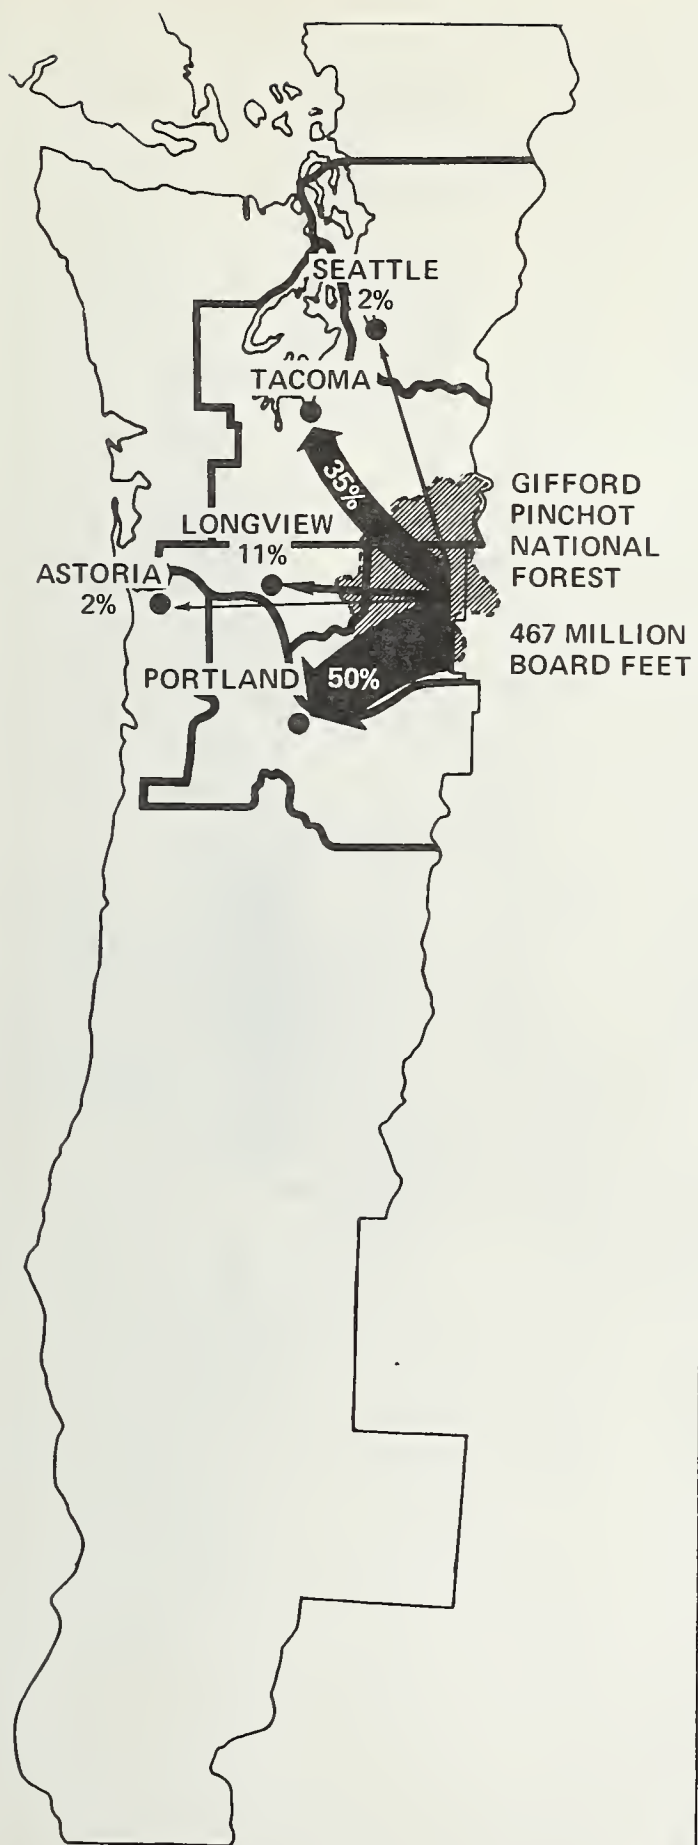 SEATTLE
2%
TACOMA
35%
GIFFORD
PINCHOT
NATIONAL
FOREST
LONGVIEW
11%
ASTORIA
2%
467 MILLION
BOARD FEET
PORTLAND
50%